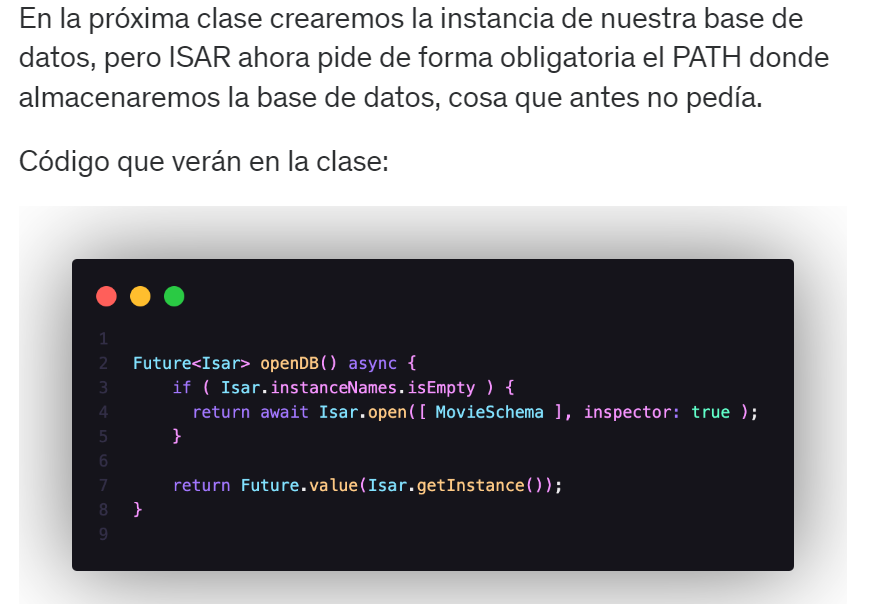 En la próxima clase crearemos la instancia de nuestra base de
datos, pero ISAR ahora pide de forma obligatoria el PATH donde
almacenaremos la base de datos, cosa que antes no pedía.
Código que verán en la clase:
1
2 Future<Isar> openDB() async {
3 if ( Isar.instanceNames.isEmpty ) {
4 return await Isar.open([ MovieSchema ], inspector: true );
5 }
6
7 return Future.value(Isar.getInstance());
8 }
9